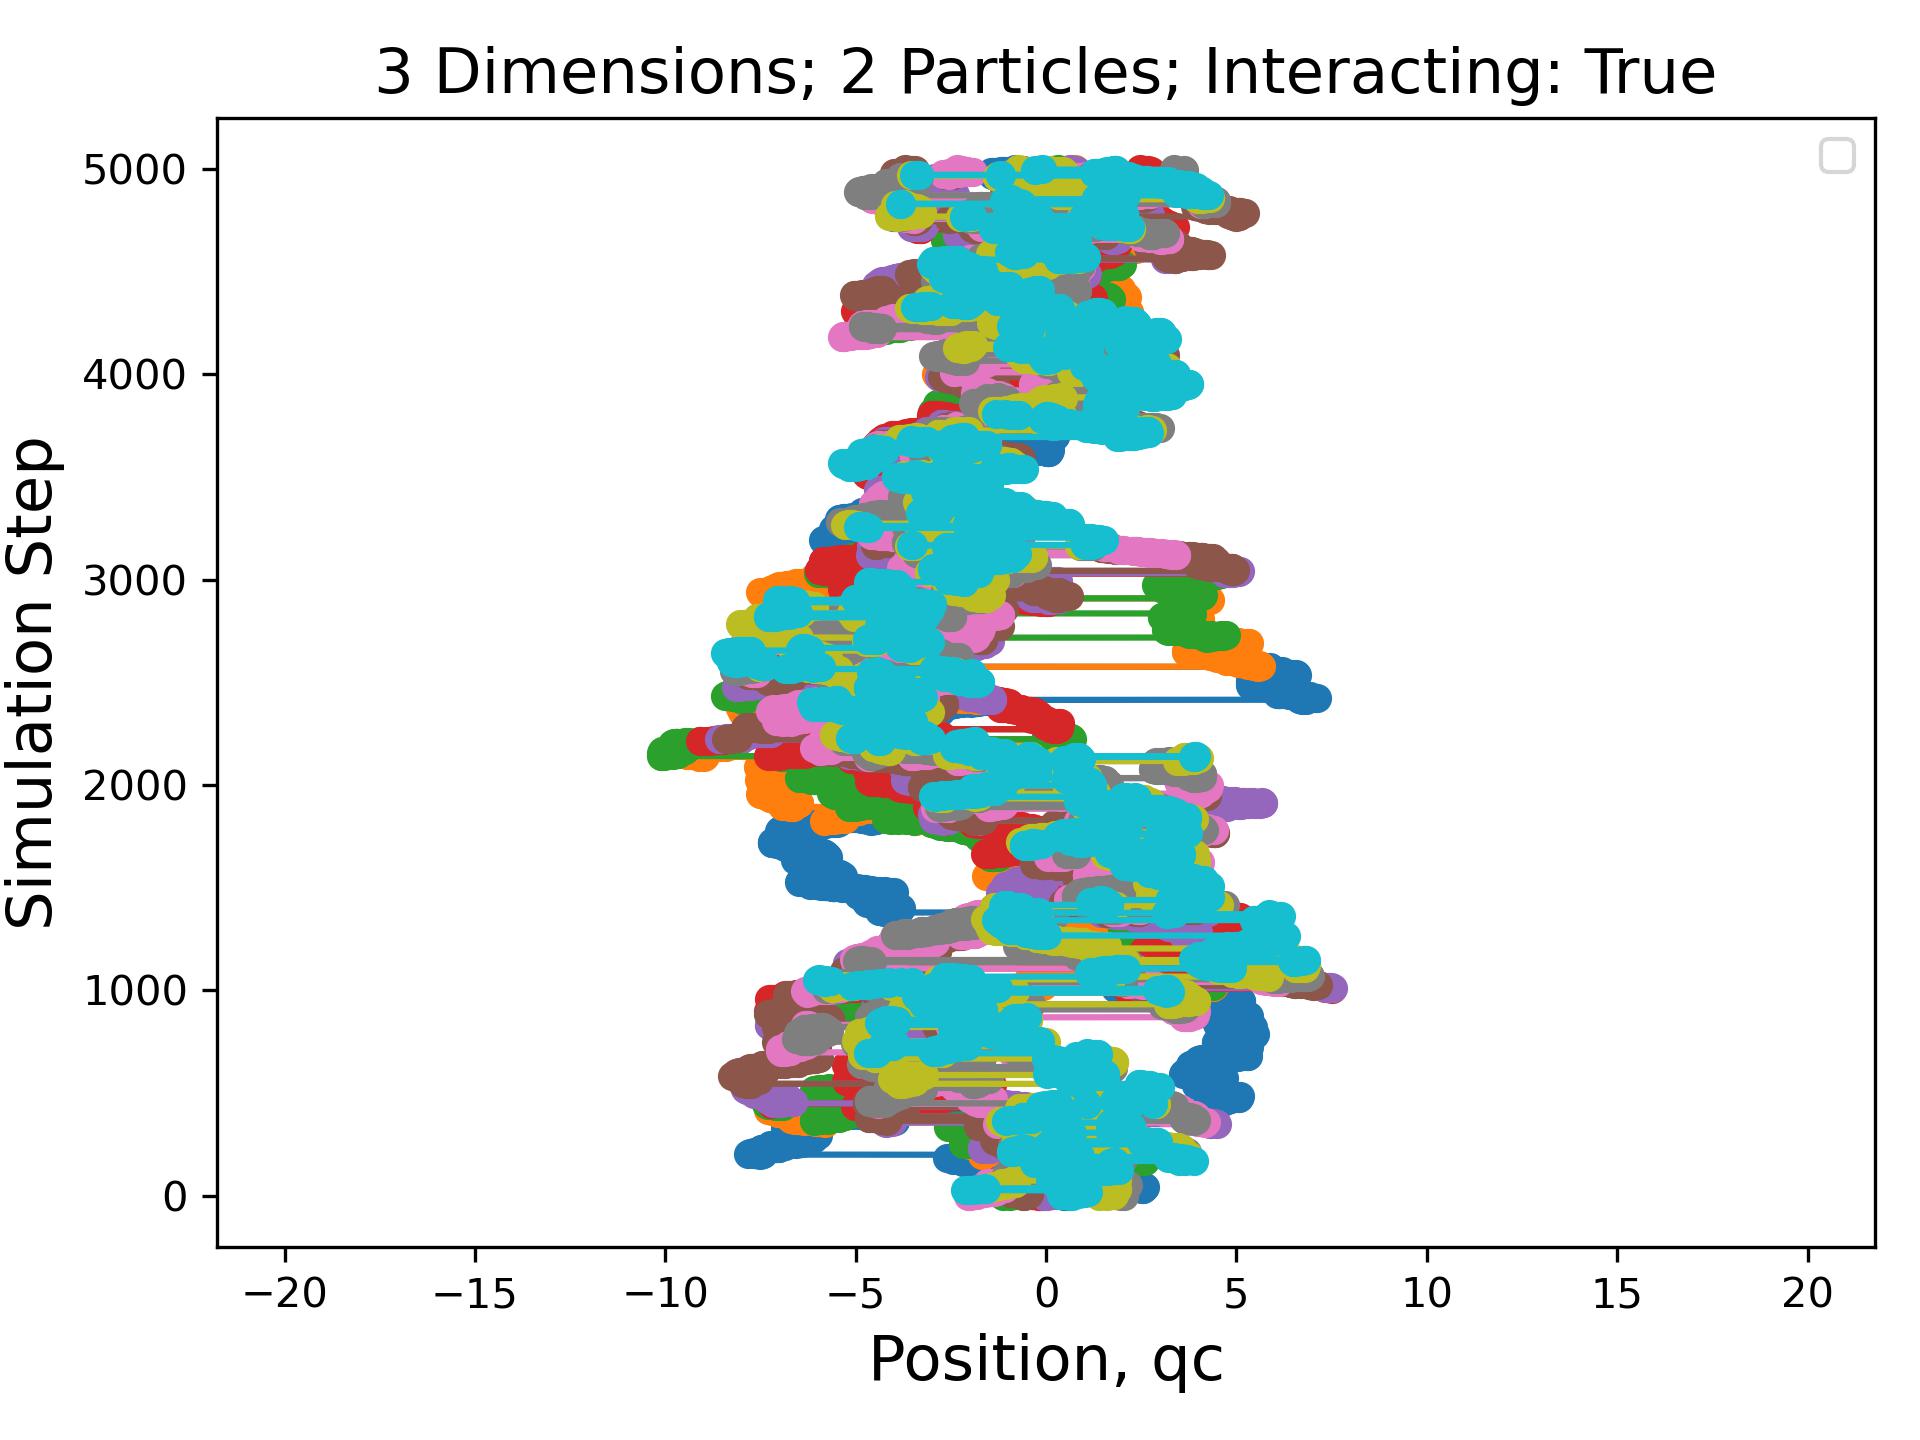 3 Dimensions; 2 Particles; Interacting: True
5000
4000
3000
2000
1000
0
Simulation Step
−20 −15 −10 −5 0 5 10 15 20
Position, qc